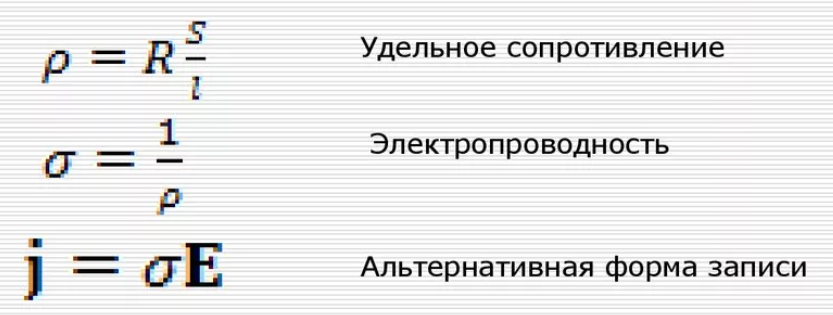 ρ = R S/l Удельное сопротивление
σ = 1/ρ Электропроводность
j = σE Альтернативная форма записи